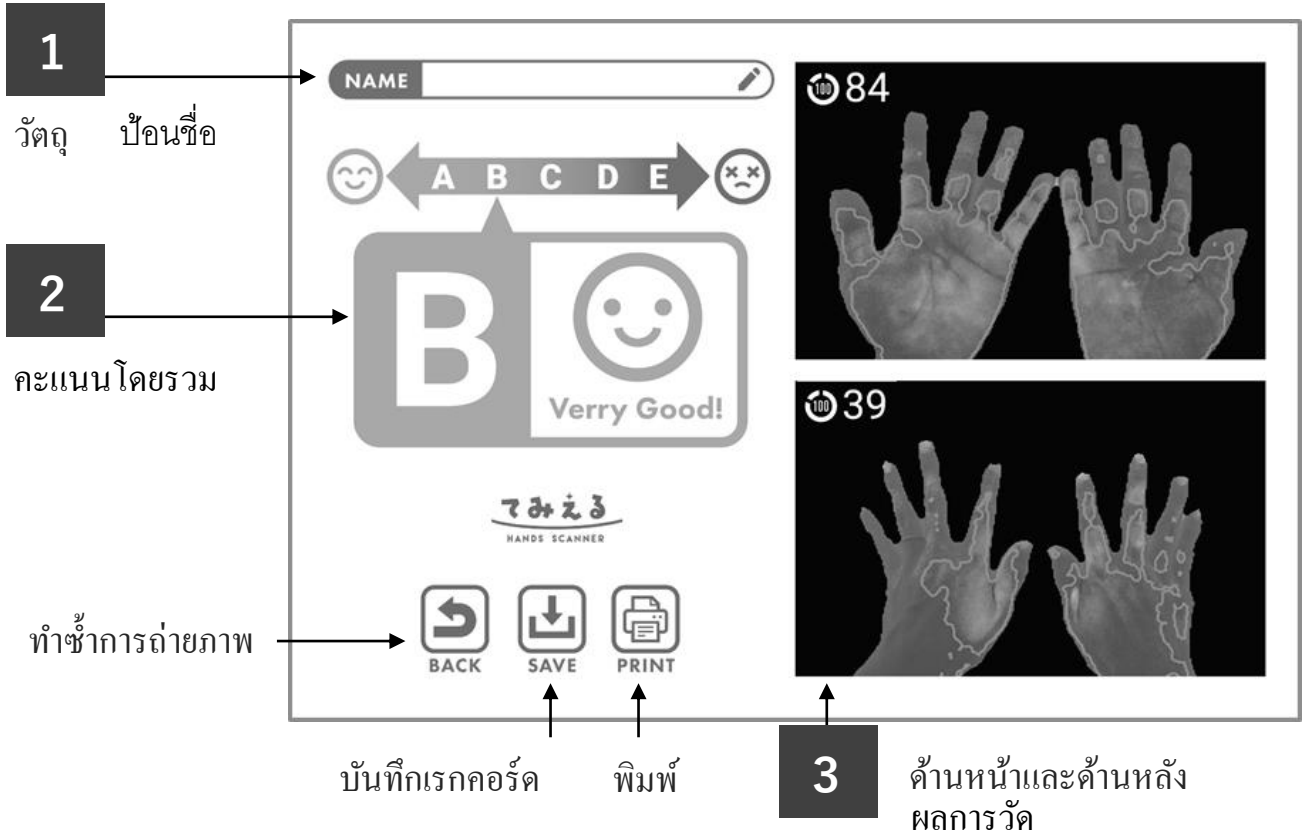 1
วัตถุ ป้อนชื่อ
NAME
A B C D E
2
คะแนนโดยรวม
B
Verry Good!
てみえる
HANDS SCANNER
ทำซ้ำการถ่ายภาพ
BACK SAVE PRINT
บันทึกเรกคอร์ด พิมพ์
100 84
100 39
3
ด้านหน้าและด้านหลัง
ผลการวัด